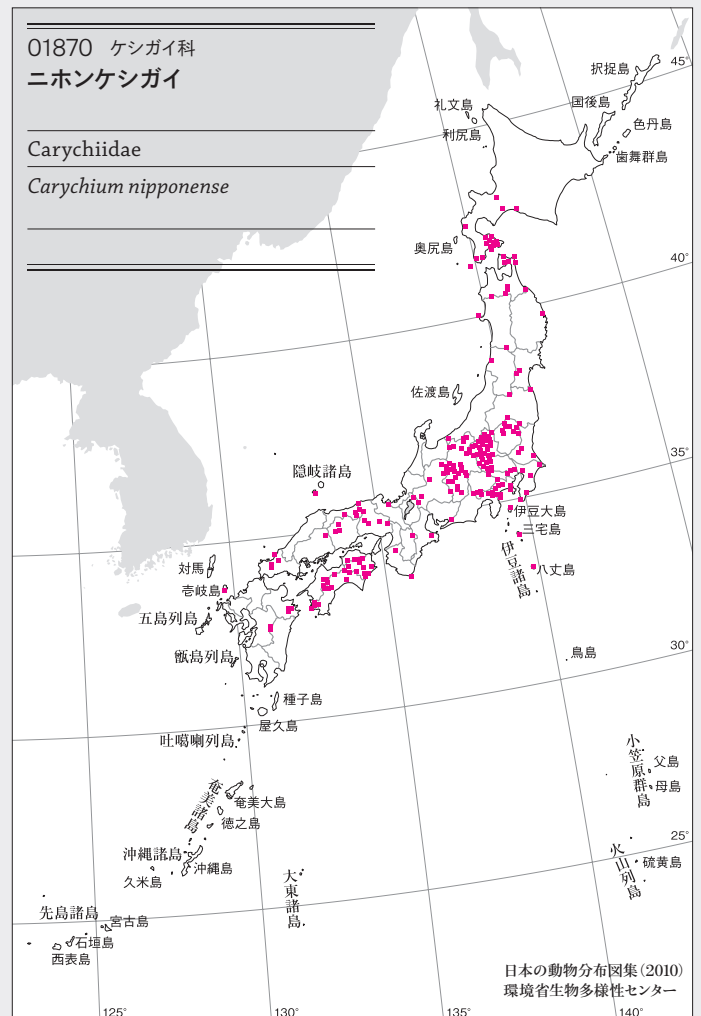 01870 ケシガイ科
ニホンケシガイ
Carychiidae
Carychium nipponense
択捉島
45°
礼文島
国後島
利尻島
色丹島
歯舞群島
奥尻島
40°
佐渡島
35°
隠岐諸島
伊豆大島
三宅島
伊豆諸島
八丈島
対馬
壱岐島
五島列島
甑島列島
30°
鳥島
種子島
屋久島
吐噶喇列島
小笠原群島
父島
母島
奄美諸島
奄美大島
徳之島
25°
沖縄諸島
沖縄島
久米島
火山列島
硫黄島
大東諸島
先島諸島
宮古島
石垣島
西表島
日本の動物分布図集(2010)
環境省生物多様性センター
125°
130°
135°
140°